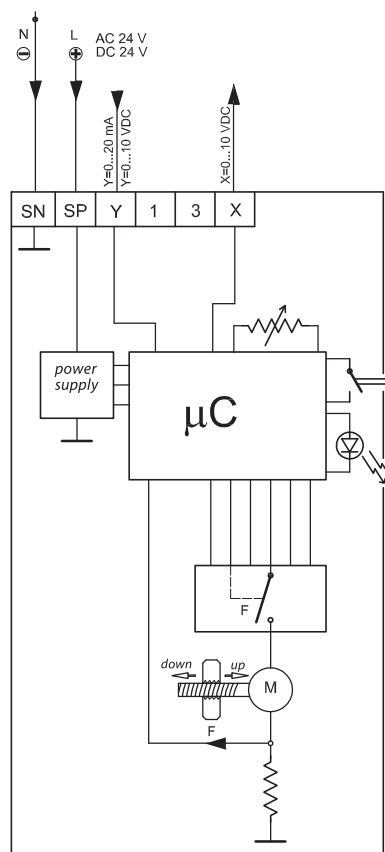 N L AC 24 V
⊖ ⊕ DC 24 V
Y=0...20 mA
Y=0...10 VDC
X=0...10 VDC
SN SP Y 1 3 X
power
supply
μC
F
down up
M
F